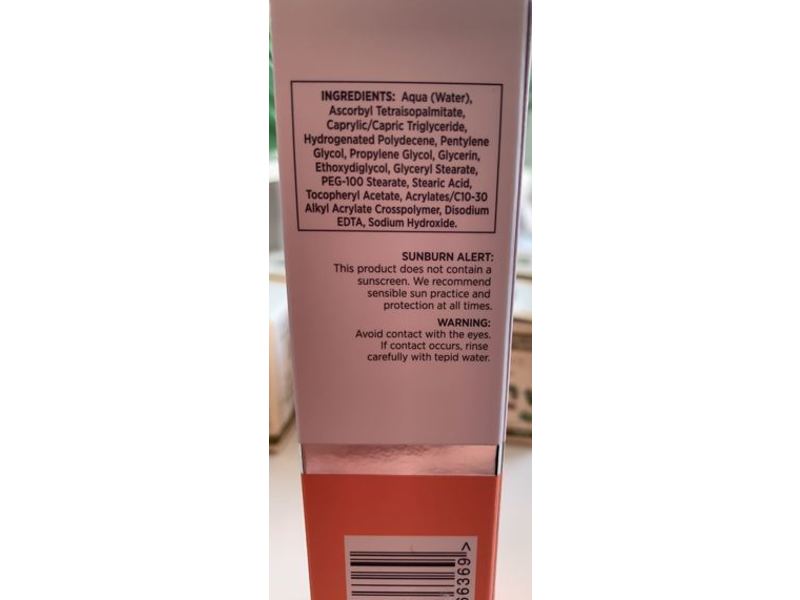 INGREDIENTS: Aqua (Water),
Ascorbyl Tetraisopalmitate,
Caprylic/Capric Triglyceride,
Hydrogenated Polydecene, Pentylene
Glycol, Propylene Glycol, Glycerin,
Ethoxydiglycol, Glyceryl Stearate,
PEG-100 Stearate, Stearic Acid,
Tocopheryl Acetate, Acrylates/C10-30
Alkyl Acrylate Crosspolymer, Disodium
EDTA, Sodium Hydroxide.
SUNBURN ALERT:
This product does not contain a
sunscreen. We recommend
sensible sun practice and
protection at all times.
WARNING:
Avoid contact with the eyes.
If contact occurs, rinse
carefully with tepid water.
66369>